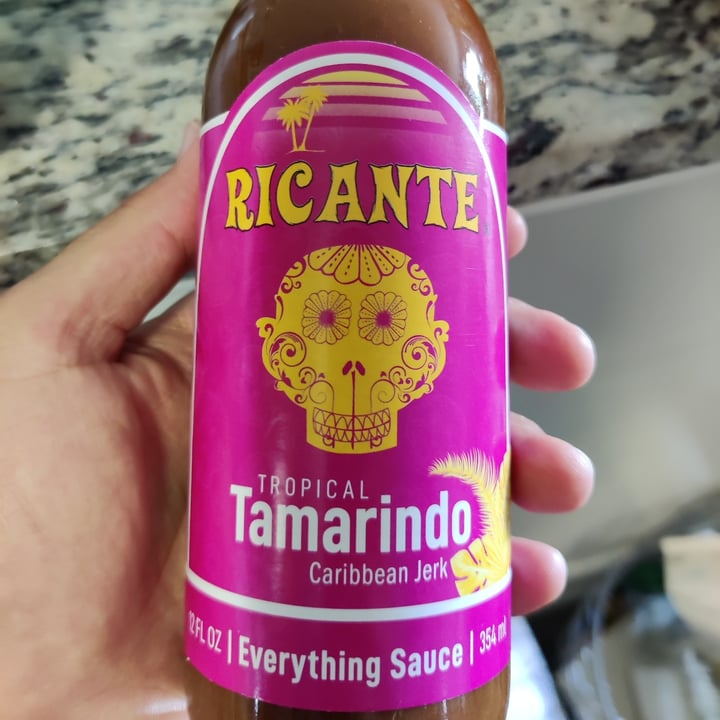 RICANTE
TROPICAL
Tamarindo
Caribbean Jerk
12 FL OZ | Everything Sauce | 354 ml